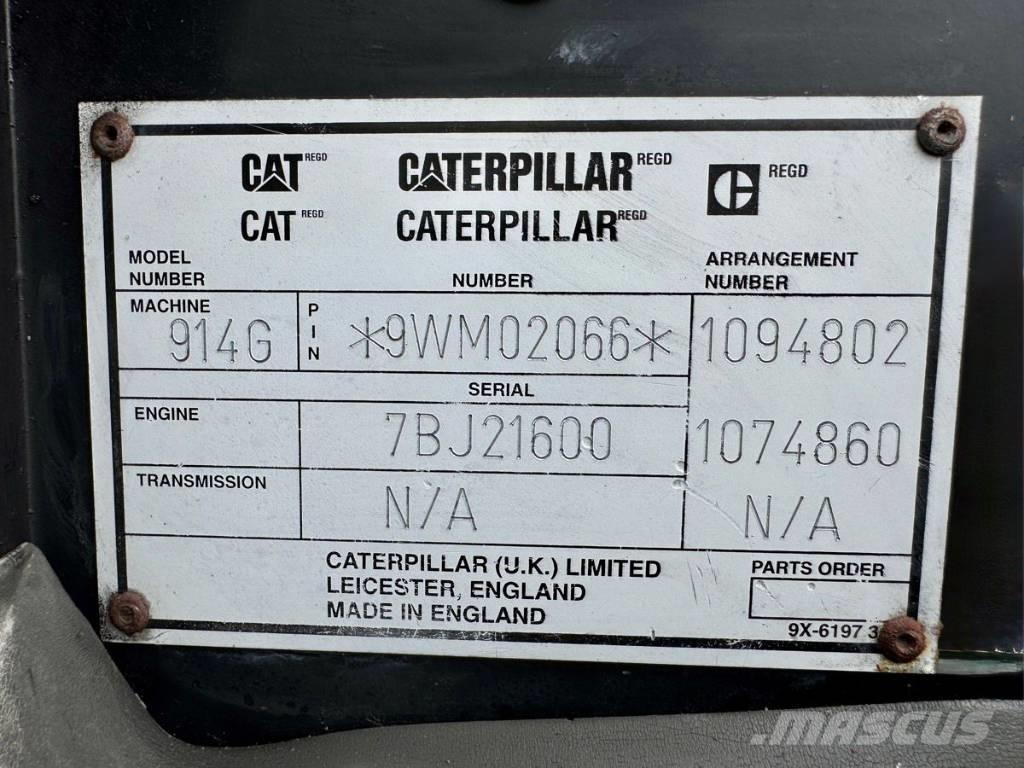 CAT REGD CATERPILLAR REGD C REGD
CAT REGD CATERPILLAR REGD
MODEL NUMBER NUMBER ARRANGEMENT NUMBER
MACHINE 914G PIN *9WM02066* 1094802
SERIAL
ENGINE 7BJ21600 1074860
TRANSMISSION N/A N/A
CATERPILLAR (U.K.) LIMITED PARTS ORDER
LEICESTER, ENGLAND
MADE IN ENGLAND
9X-6197 3
MASCUS